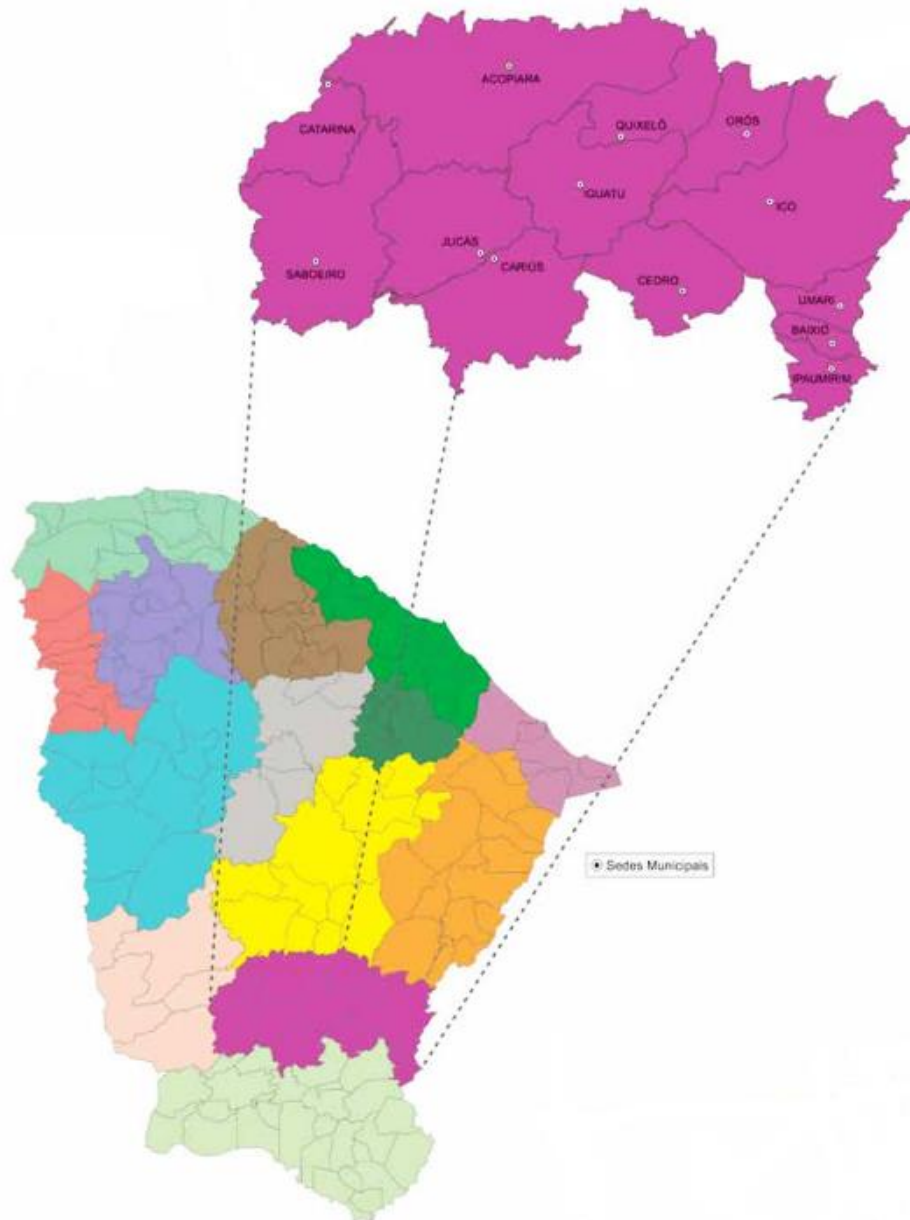 ACOPIARA
CATARINA
QUIXELÔ
ORÓS
IGUATU
ICÓ
JUCÁS
CARIÚS
SABOEIRO
CEDRO
UMARI
BAIXIO
IPAUMIRIM
Sedes Municipais